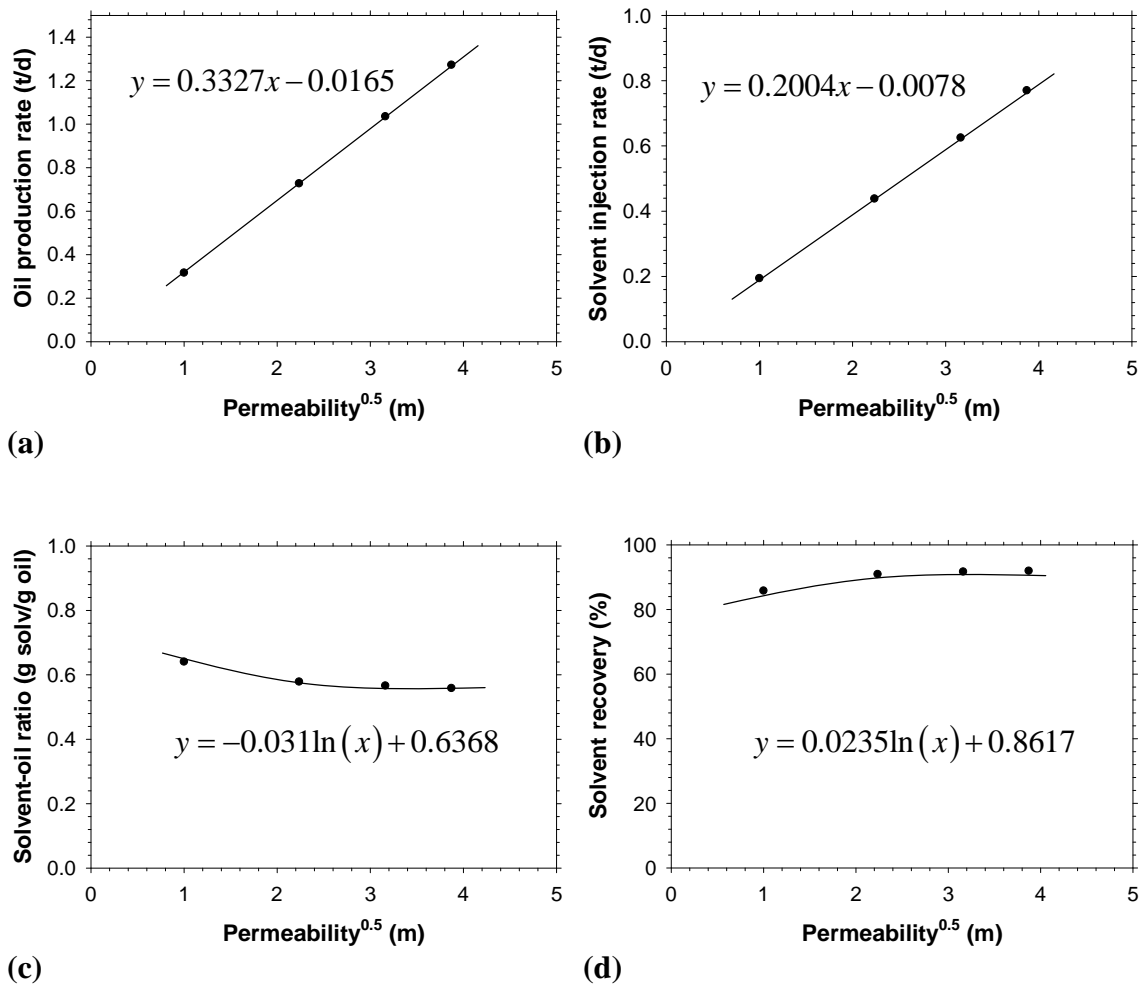 Oil production rate (t/d)
1.4
1.2
1.0
0.8
0.6
0.4
0.2
0.0
y = 0.3327x − 0.0165
0 1 2 3 4 5
Permeability^0.5 (m)
(a)
Solvent injection rate (t/d)
1.0
0.8
0.6
0.4
0.2
0.0
y = 0.2004x − 0.0078
0 1 2 3 4 5
Permeability^0.5 (m)
(b)
Solvent-oil ratio (g solv/g oil)
1.0
0.8
0.6
0.4
0.2
0.0
y = −0.031ln(x) + 0.6368
0 1 2 3 4 5
Permeability^0.5 (m)
(c)
Solvent recovery (%)
100
80
60
40
20
0
y = 0.0235ln(x) + 0.8617
0 1 2 3 4 5
Permeability^0.5 (m)
(d)